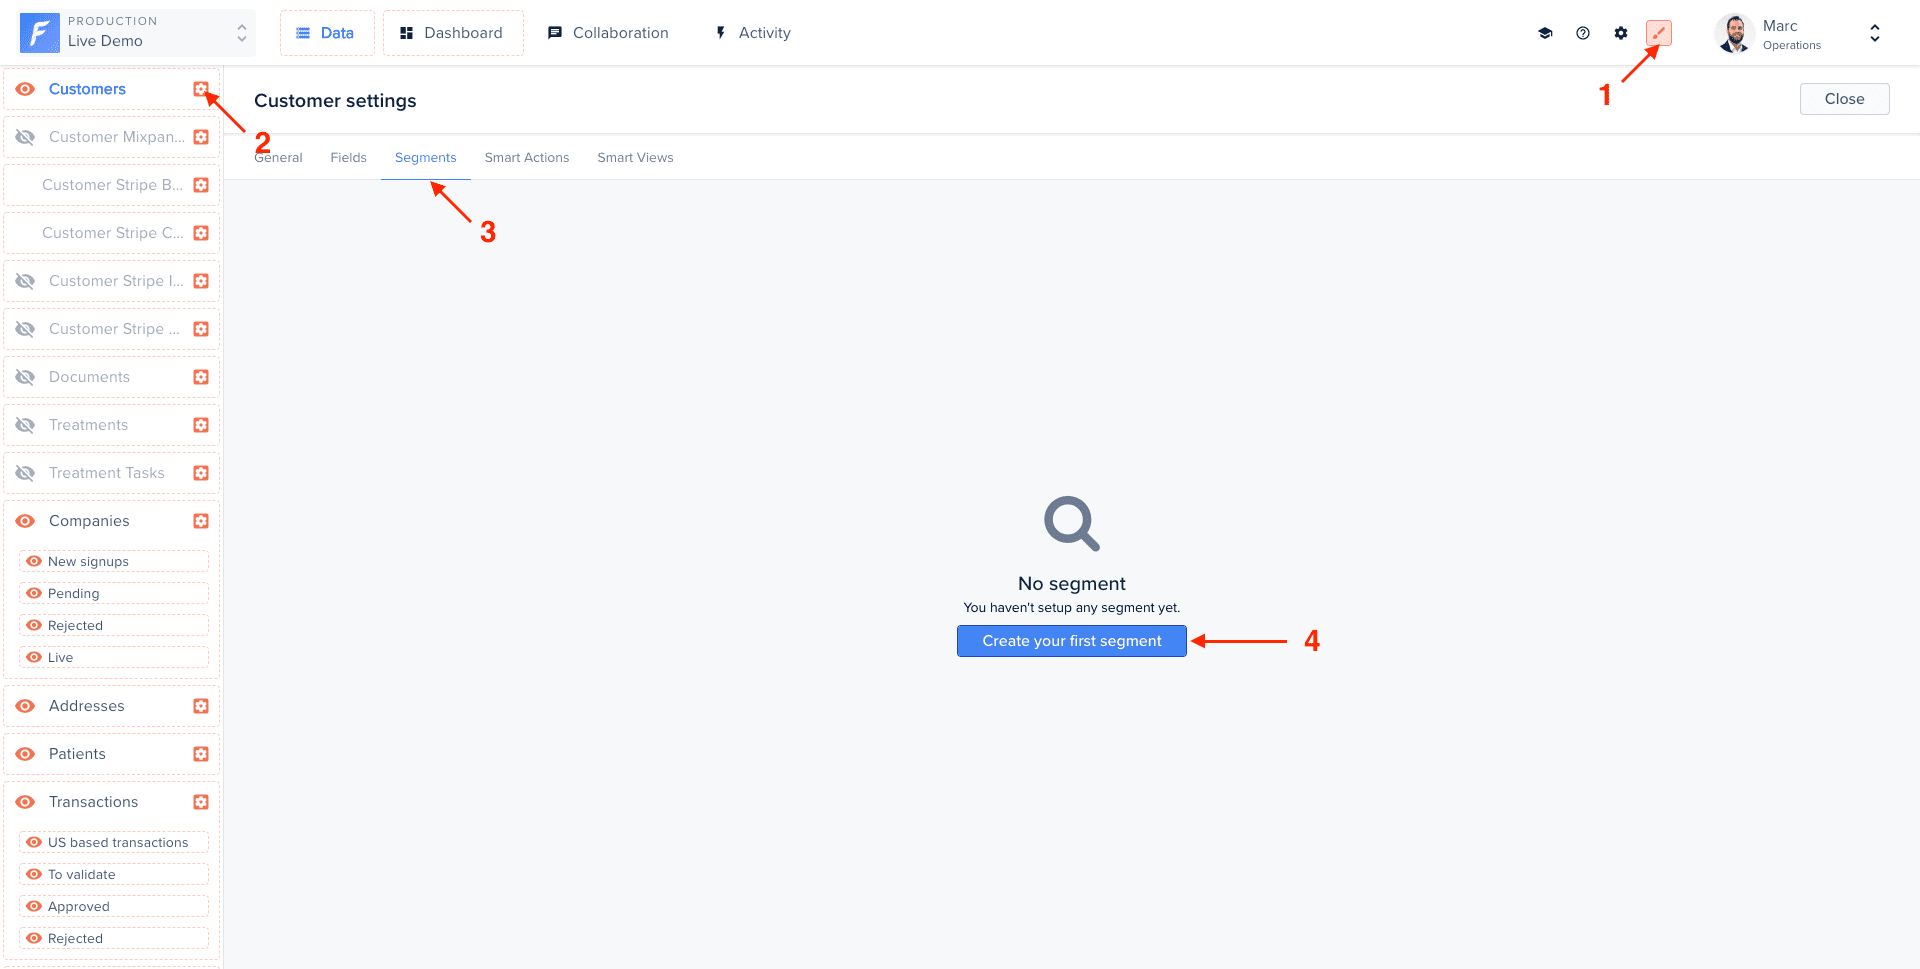 PRODUCTION
Live Demo
Data
Dashboard
Collaboration
Activity
Marc
Operations
1
Customers
2
Customer settings
Close
General
Fields
Segments
Smart Actions
Smart Views
3
Customer Mixpan...
Customer Stripe B...
Customer Stripe C...
Customer Stripe I...
Customer Stripe ...
Documents
Treatments
Treatment Tasks
Companies
New signups
Pending
Rejected
Live
Addresses
Patients
Transactions
US based transactions
To validate
Approved
Rejected
No segment
You haven't setup any segment yet.
Create your first segment
4